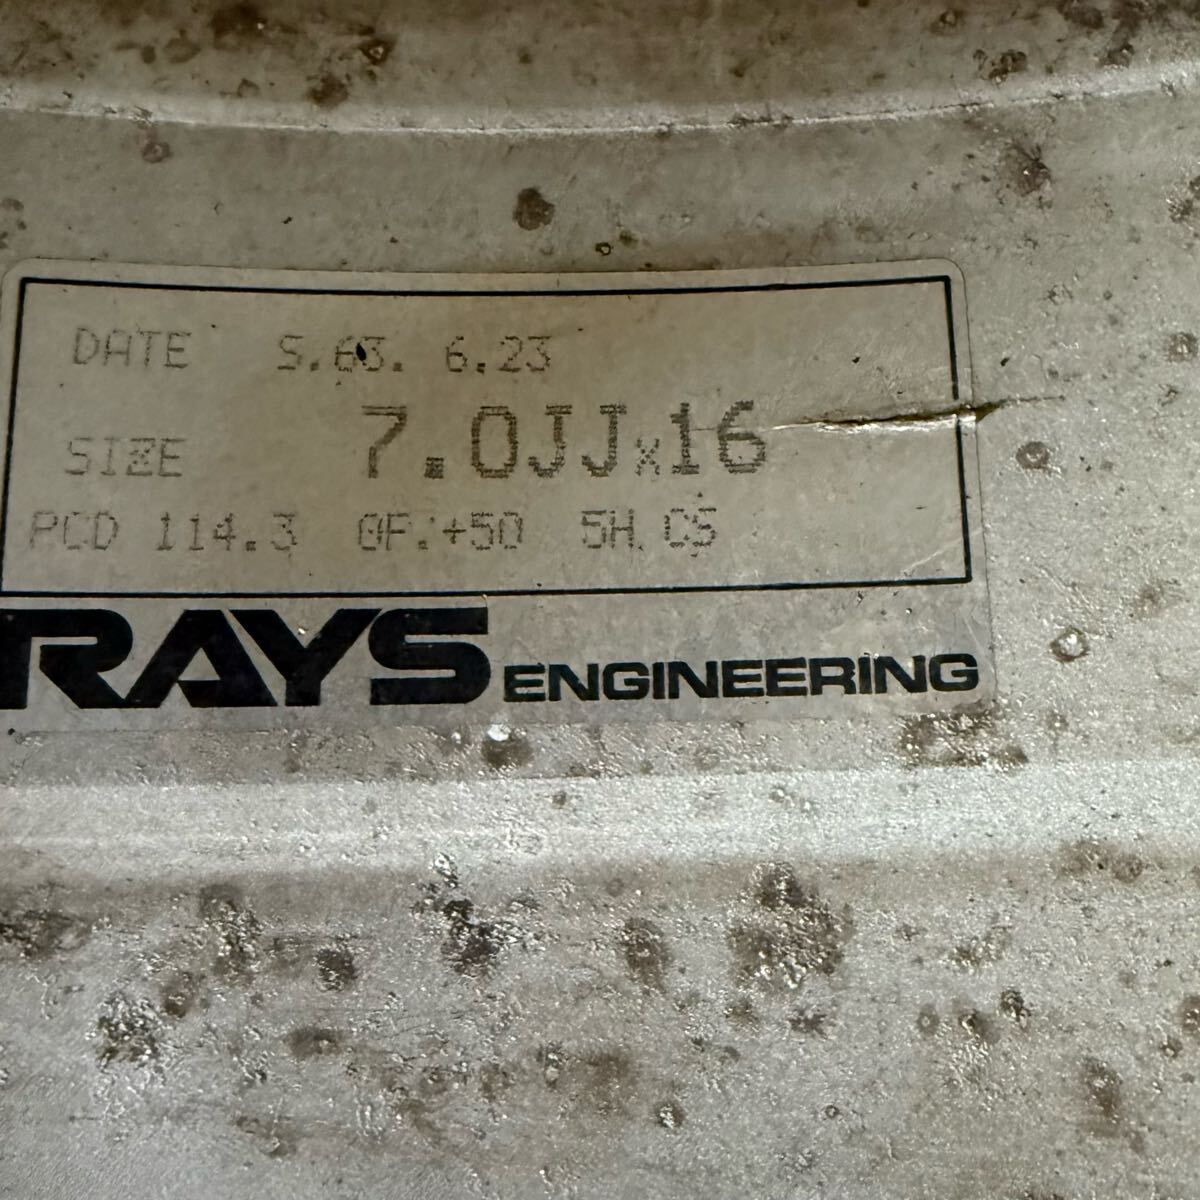 DATE S.63. 6.23
SIZE 7.0JJx16
PCD 114.3 OF.+50 5H CS
RAYS ENGINEERING